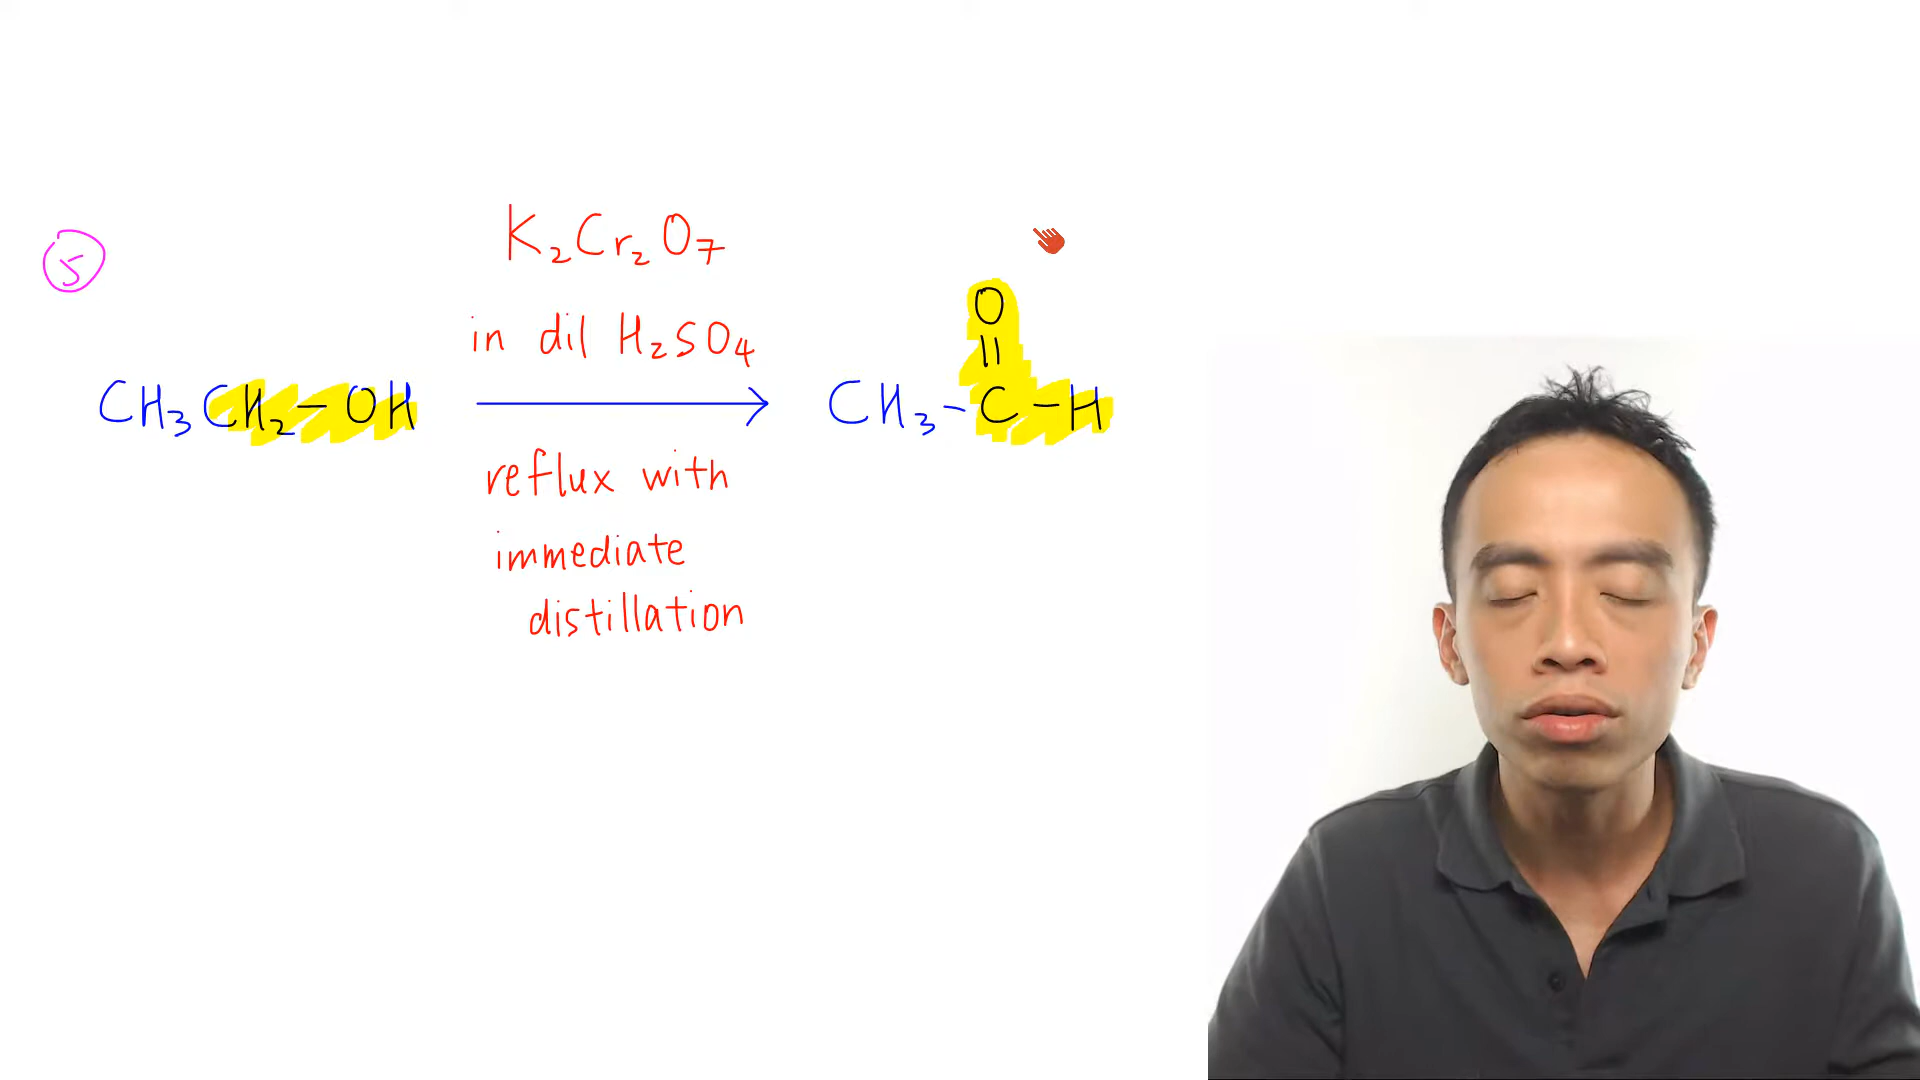 5
K₂Cr₂O₇
in dil H₂SO₄
CH₃CH₂-OH
O
CH₃-C-H
reflux with
immediate
distillation